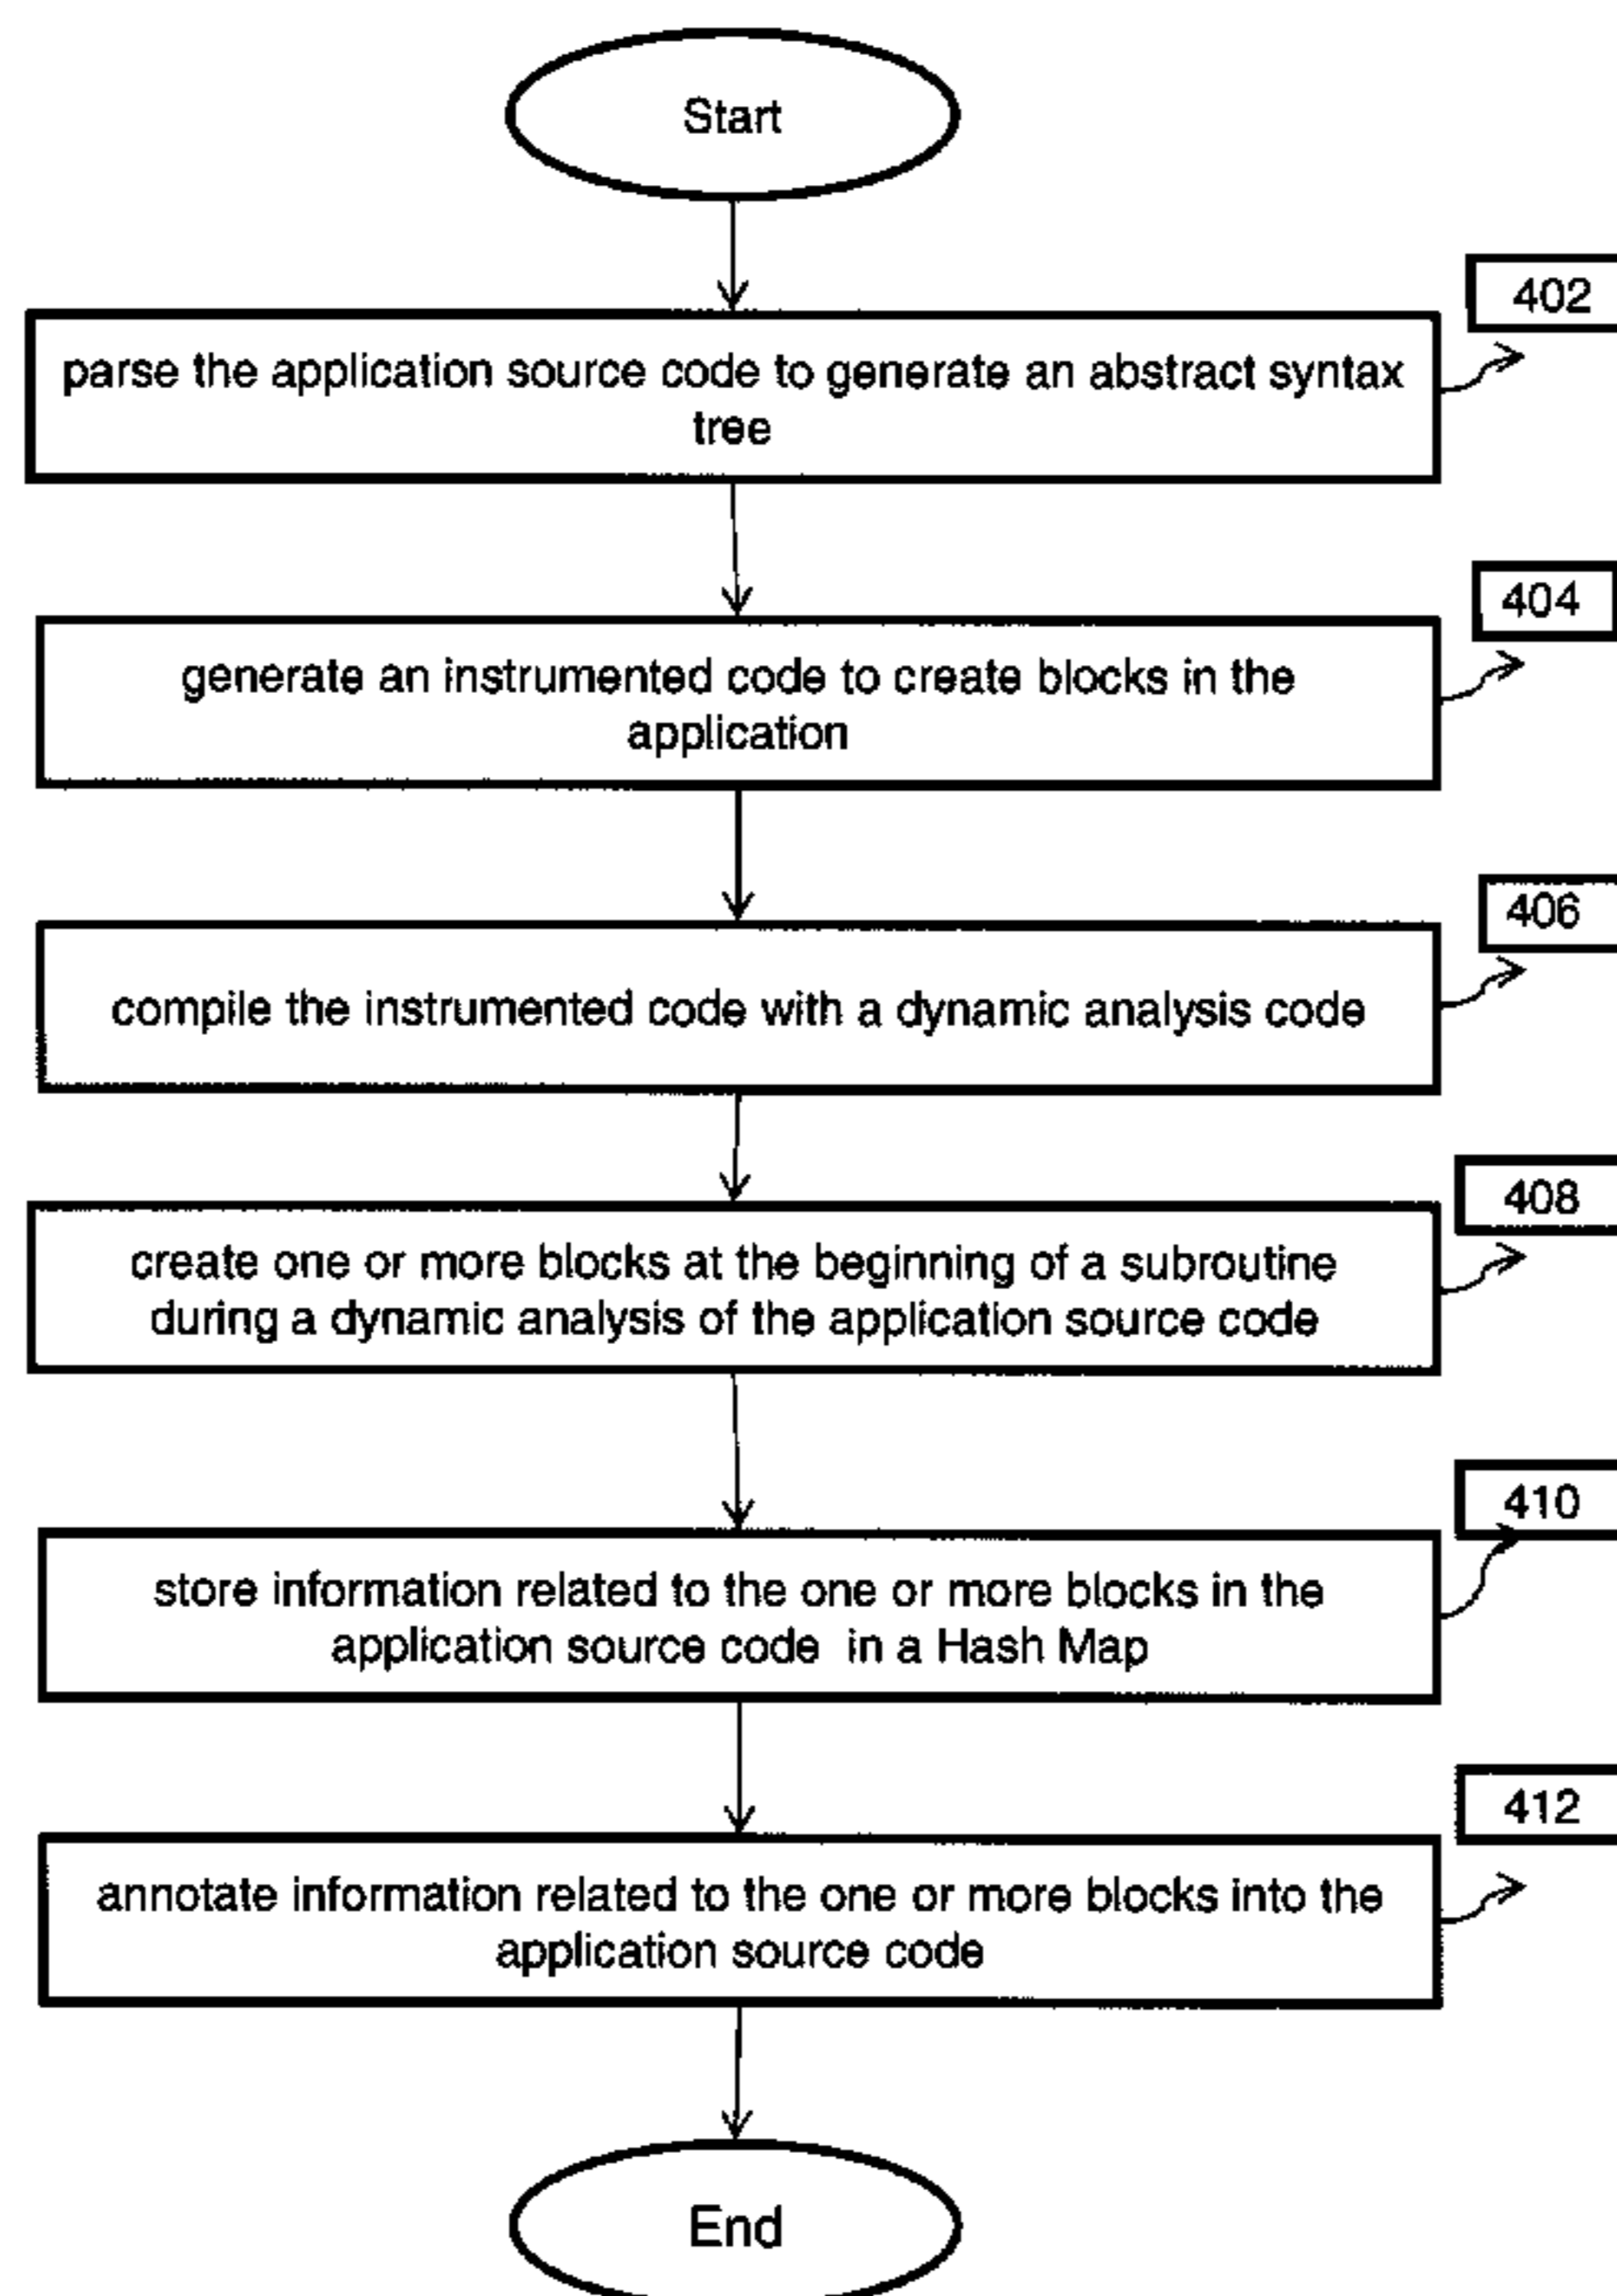 Start
402
parse the application source code to generate an abstract syntax
tree
404
generate an instrumented code to create blocks in the
application
406
compile the instrumented code with a dynamic analysis code
408
create one or more blocks at the beginning of a subroutine
during a dynamic analysis of the application source code
410
store information related to the one or more blocks in the
application source code in a Hash Map
412
annotate information related to the one or more blocks into the
application source code
End